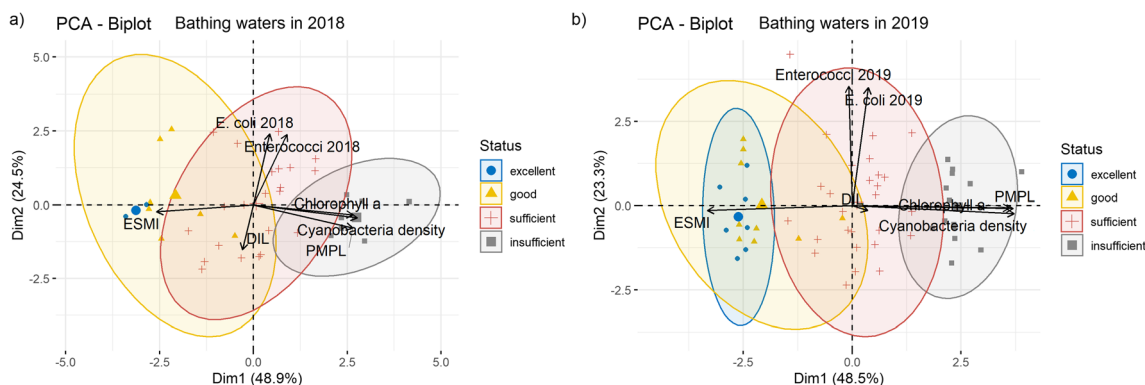 a)
PCA - Biplot Bathing waters in 2018
5.0
2.5
0.0
-2.5
-5.0 -2.5 0.0 2.5 5.0
Dim1 (48.9%)
Dim2 (24.5%)
E. coli 2018
Enterococci 2018
Chlorophyll a
ESMI
Cyanobacteria density
DIL
PMPL
Status
excellent
good
sufficient
insufficient
b)
PCA - Biplot Bathing waters in 2019
2.5
0.0
-2.5
-2.5 0.0 2.5
Dim1 (48.5%)
Dim2 (23.3%)
Enterococci 2019
E. coli 2019
DIL
PMPL
Chlorophyll a
ESMI
Cyanobacteria density
Status
excellent
good
sufficient
insufficient